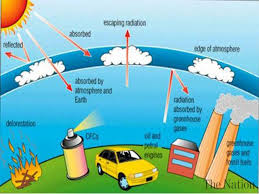 escaping radiation
absorbed
reflected
edge of atmosphere
absorbed by
atmosphere and
Earth
radiation
absorbed by
greenhouse
gases
deforestation
CFCs
oil and
petrol
engines
greenhouse
gases and
fossil fuels
The Nation